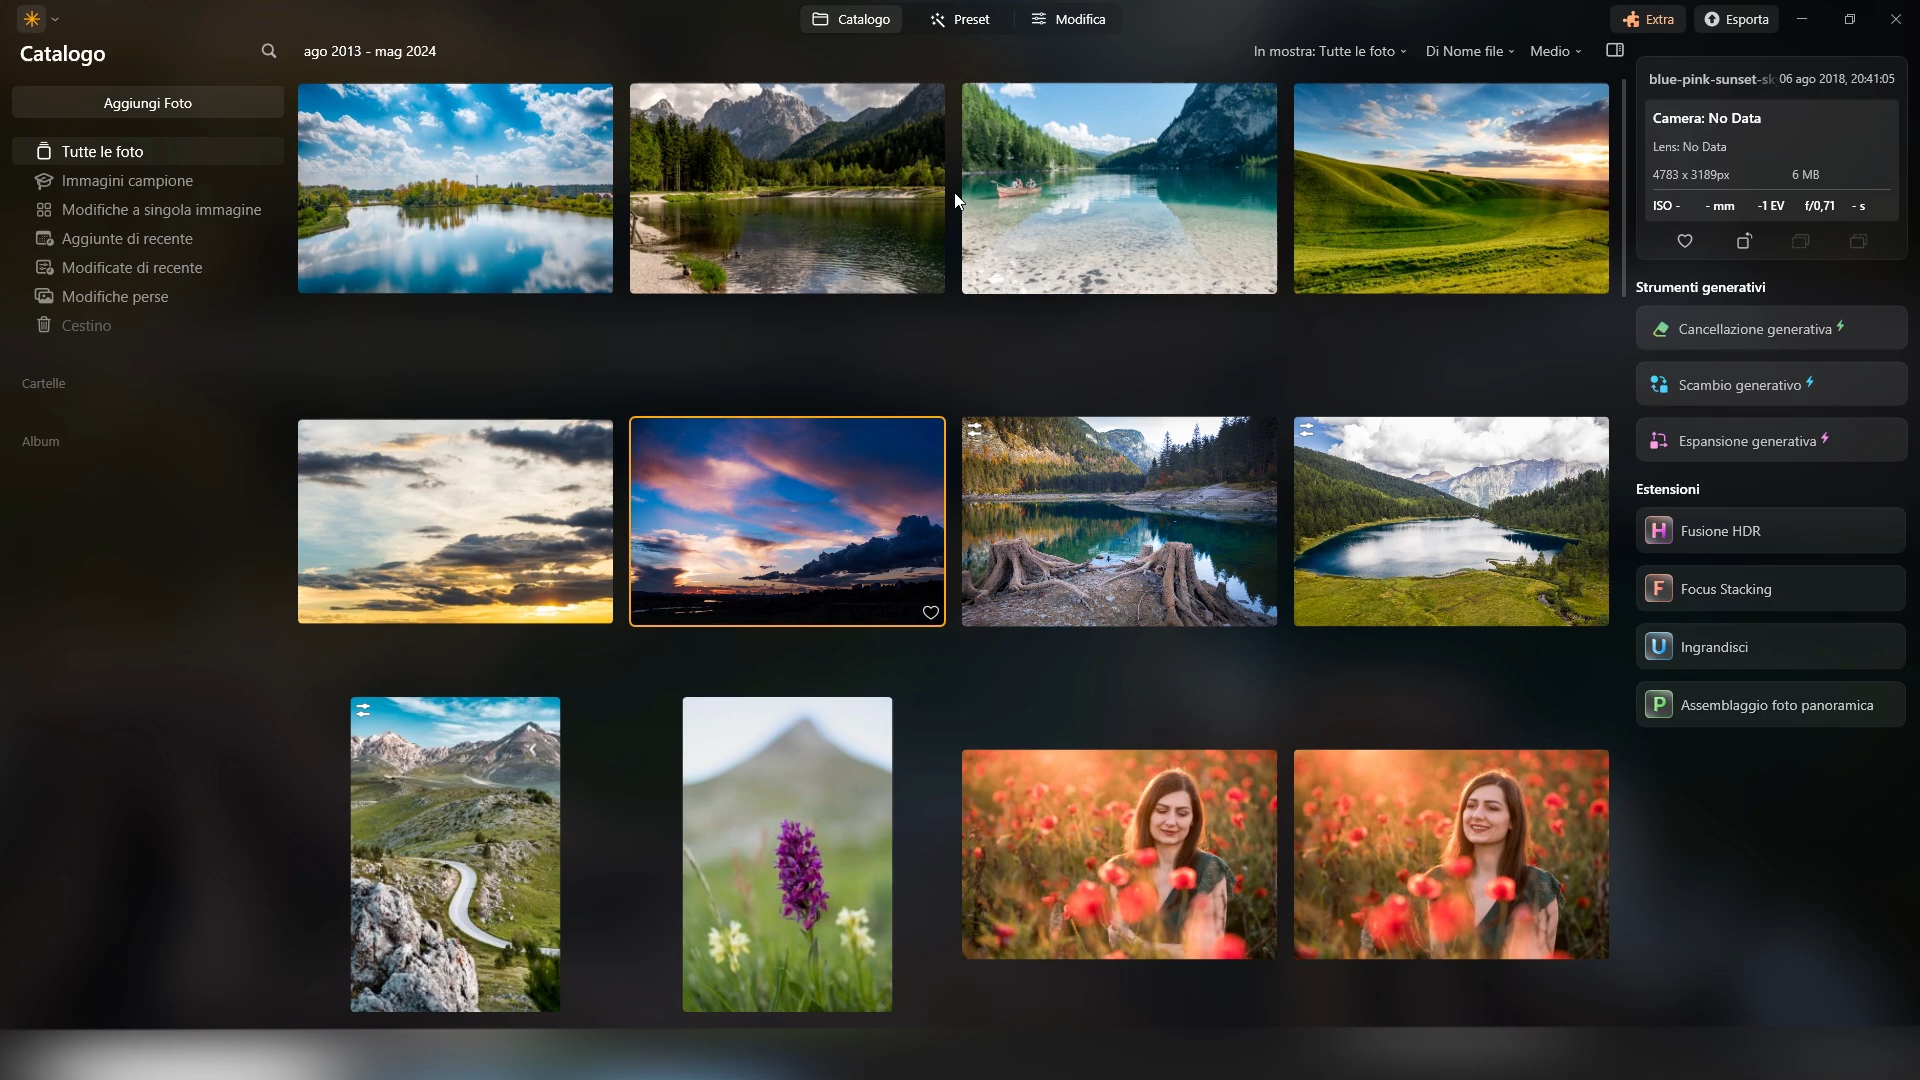 Catalogo
Preset
Modifica
Extra
Esporta
Catalogo
ago 2013 - mag 2024
In mostra: Tutte le foto
Di Nome file
Medio
Aggiungi Foto
Tutte le foto
Immagini campione
Modifiche a singola immagine
Aggiunte di recente
Modificate di recente
Modifiche perse
Cestino
Cartelle
Album
blue-pink-sunset-sk 06 ago 2018, 20:41:05
Camera: No Data
Lens: No Data
4783 x 3189px 6 MB
ISO - - mm -1 EV f/0,71 - s
Strumenti generativi
Cancellazione generativa
Scambio generativo
Espansione generativa
Estensioni
H Fusione HDR
F Focus Stacking
U Ingrandisci
P Assemblaggio foto panoramica